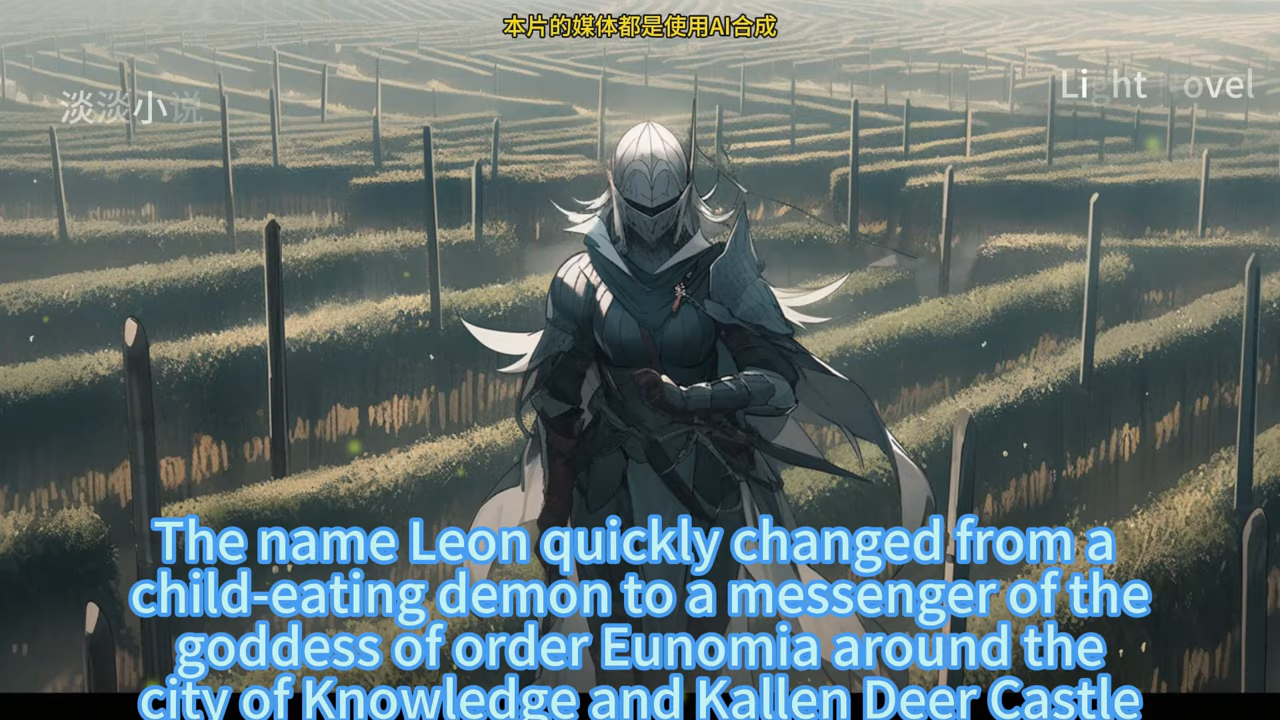 本片的媒体都是使用AI合成
淡淡小说
Light Novel
The name Leon quickly changed from a
child-eating demon to a messenger of the
goddess of order Eunomia around the
city of Knowledge and Kallen Deer Castle